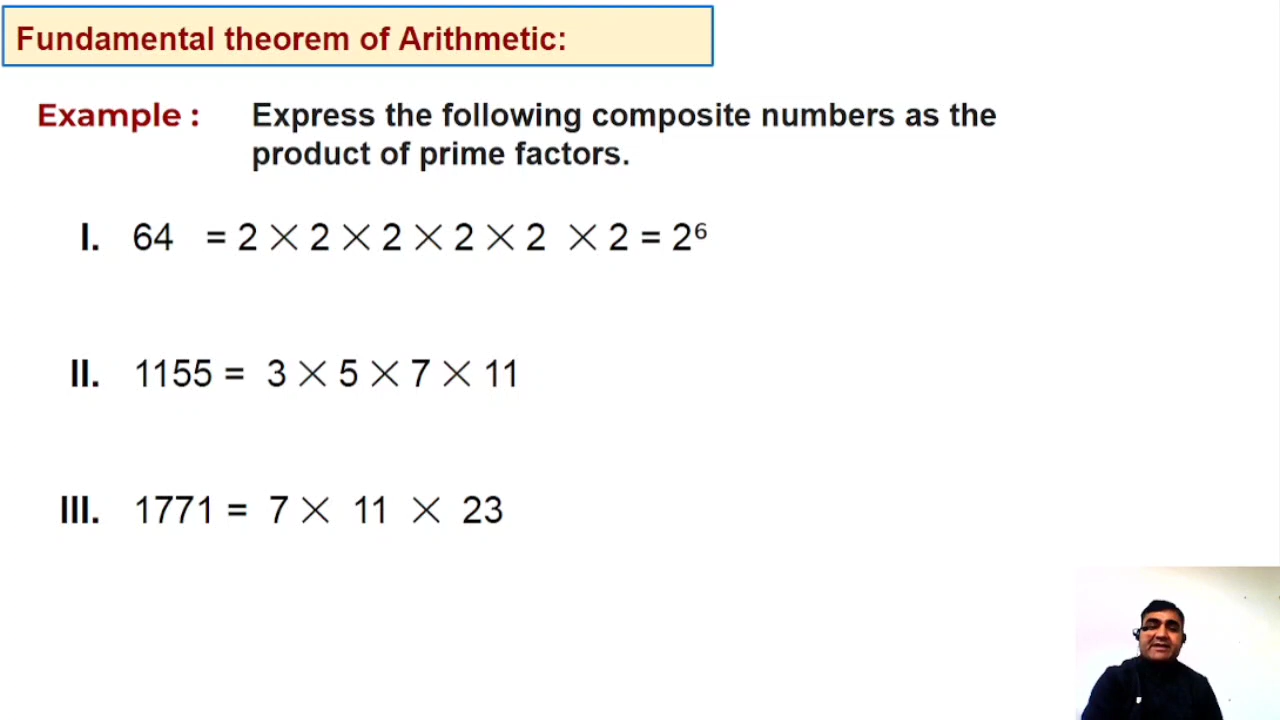 Fundamental theorem of Arithmetic:
Example : Express the following composite numbers as the
product of prime factors.
I. 64 = 2 × 2 × 2 × 2 × 2 × 2 = 2⁶
II. 1155 = 3 × 5 × 7 × 11
III. 1771 = 7 × 11 × 23